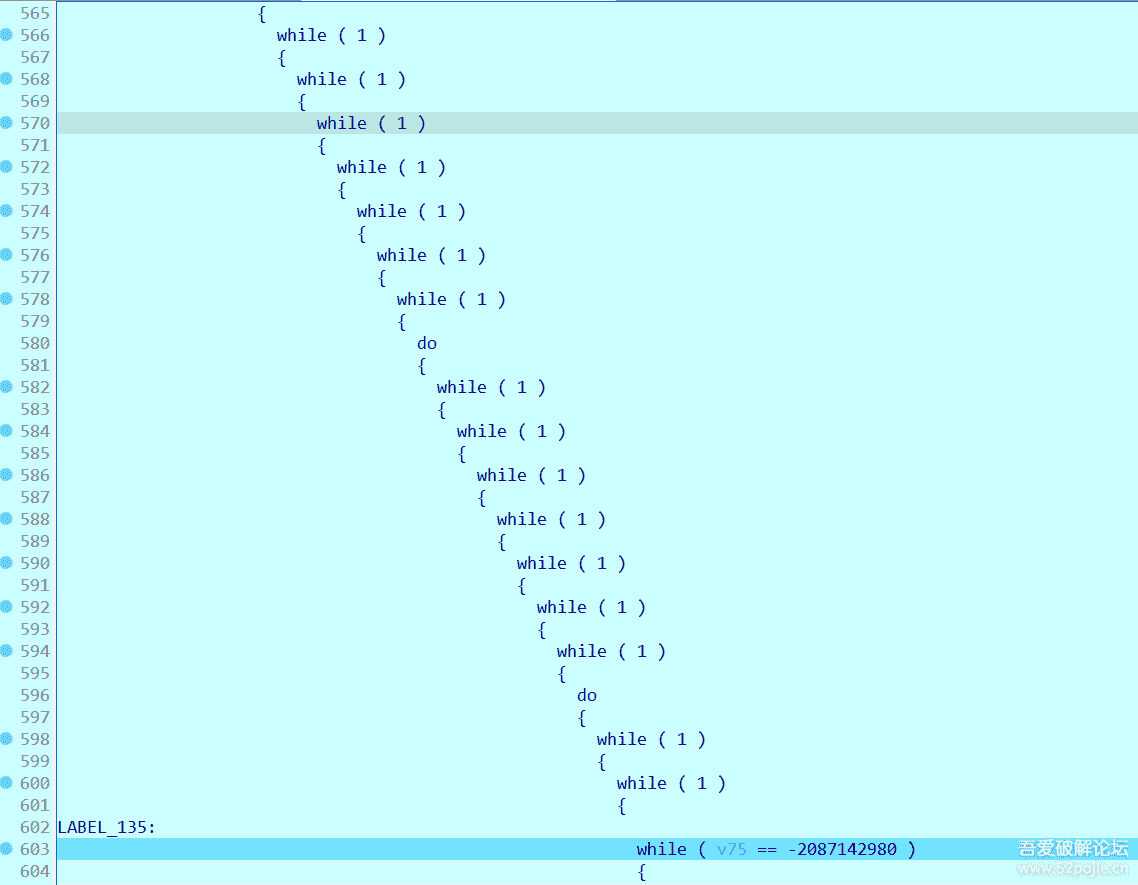 565 {
566 while ( 1 )
567 {
568 while ( 1 )
569 {
570 while ( 1 )
571 {
572 while ( 1 )
573 {
574 while ( 1 )
575 {
576 while ( 1 )
577 {
578 while ( 1 )
579 {
580 do
581 {
582 while ( 1 )
583 {
584 while ( 1 )
585 {
586 while ( 1 )
587 {
588 while ( 1 )
589 {
590 while ( 1 )
591 {
592 while ( 1 )
593 {
594 while ( 1 )
595 {
596 do
597 {
598 while ( 1 )
599 {
600 while ( 1 )
601 {
602 LABEL_135:
603 while ( v75 == -2087142980 )
604 {
吾爱破解论坛
www.52pojie.cn